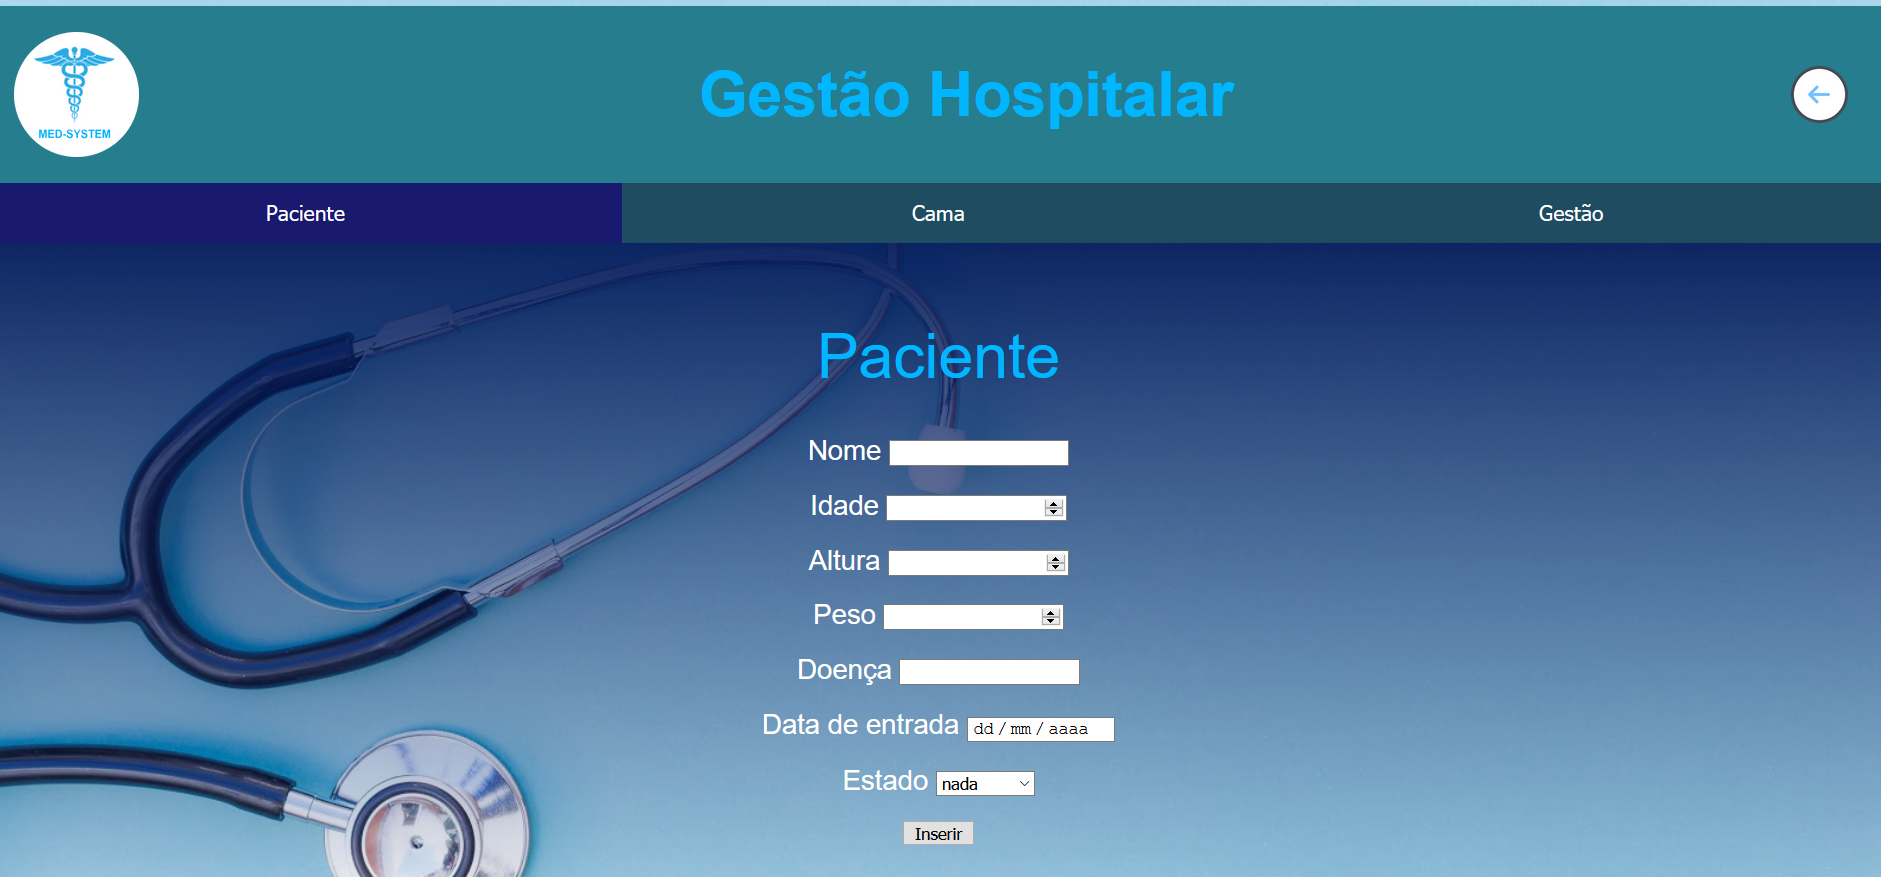 MED-SYSTEM
Gestão Hospitalar
Paciente
Cama
Gestão
Paciente
Nome
Idade
Altura
Peso
Doença
Data de entrada dd / mm / aaaa
Estado nada
Inserir